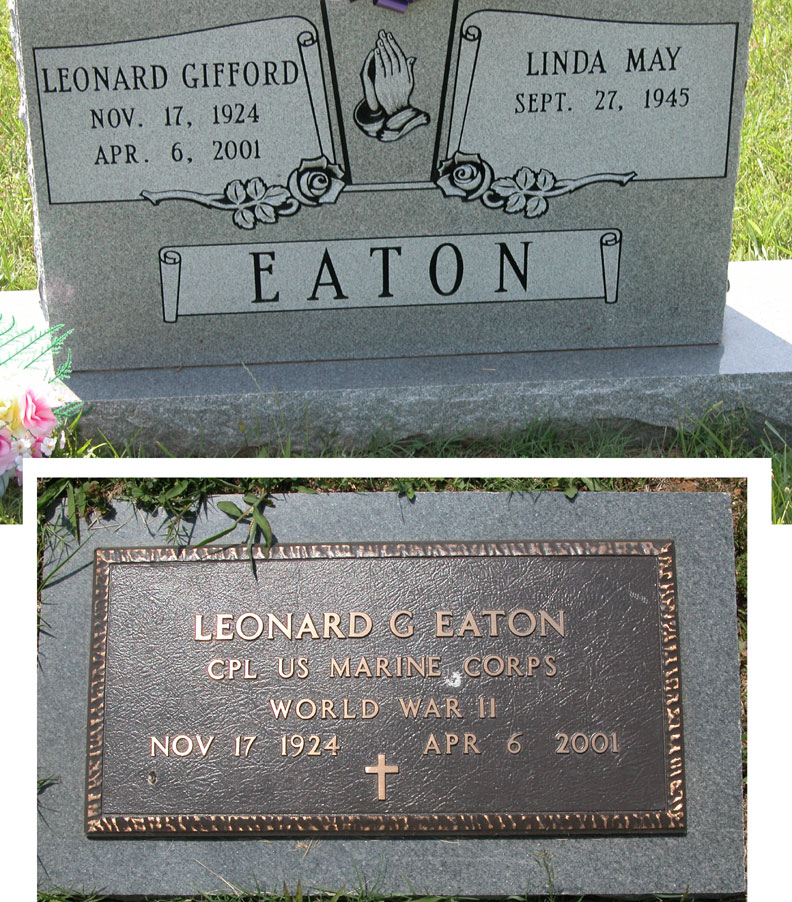 LEONARD GIFFORD
NOV. 17, 1924
APR. 6, 2001
LINDA MAY
SEPT. 27, 1945
EATON
LEONARD G EATON
CPL US MARINE CORPS
WORLD WAR II
NOV 17 1924 APR 6 2001